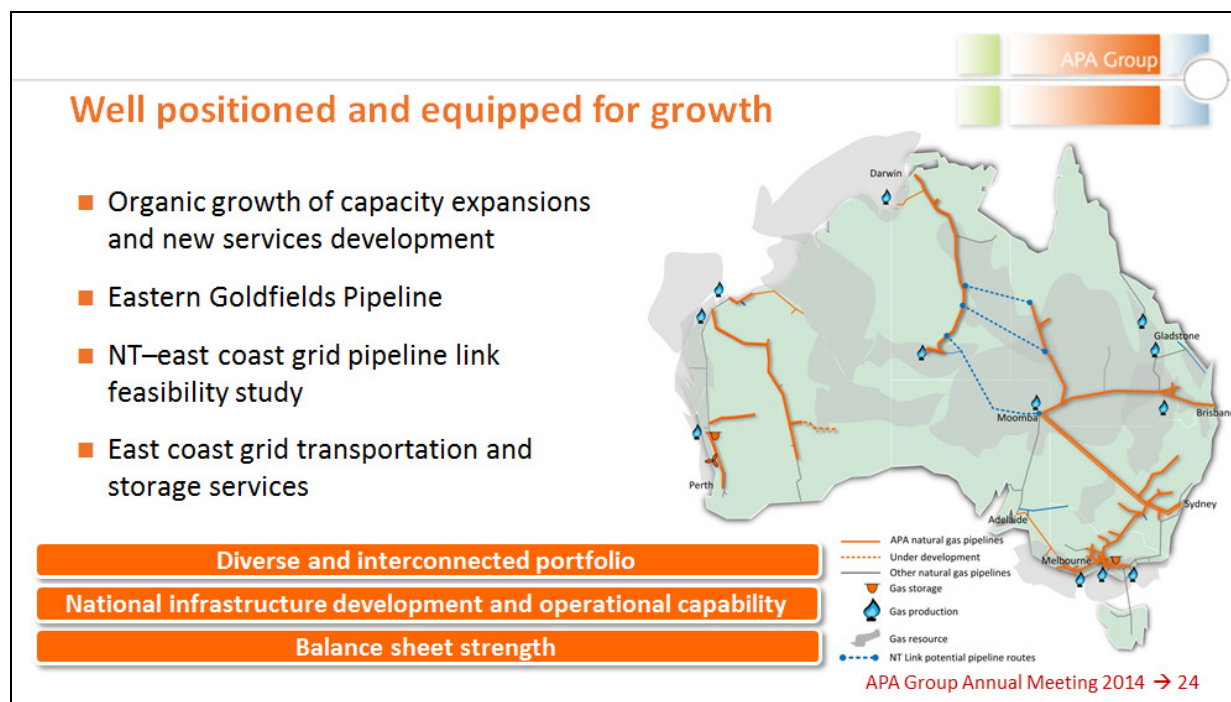 APA Group
Well positioned and equipped for growth
■ Organic growth of capacity expansions
and new services development
■ Eastern Goldfields Pipeline
■ NT–east coast grid pipeline link
feasibility study
■ East coast grid transportation and
storage services
Diverse and interconnected portfolio
National infrastructure development and operational capability
Balance sheet strength
Darwin
Gladstone
Moomba
Brisbane
Perth
Adelaide
Sydney
Melbourne
APA natural gas pipelines
Under development
Other natural gas pipelines
Gas storage
Gas production
Gas resource
NT Link potential pipeline routes
APA Group Annual Meeting 2014 → 24